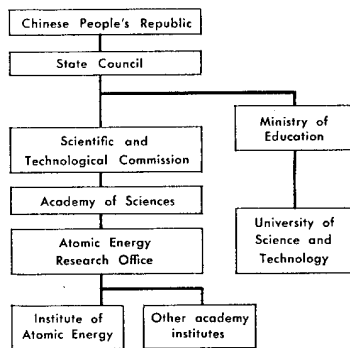 Chinese People's Republic
State Council
Scientific and
Technological Commission
Ministry of
Education
Academy of Sciences
University of
Science and
Technology
Atomic Energy
Research Office
Institute of
Atomic Energy
Other academy
institutes